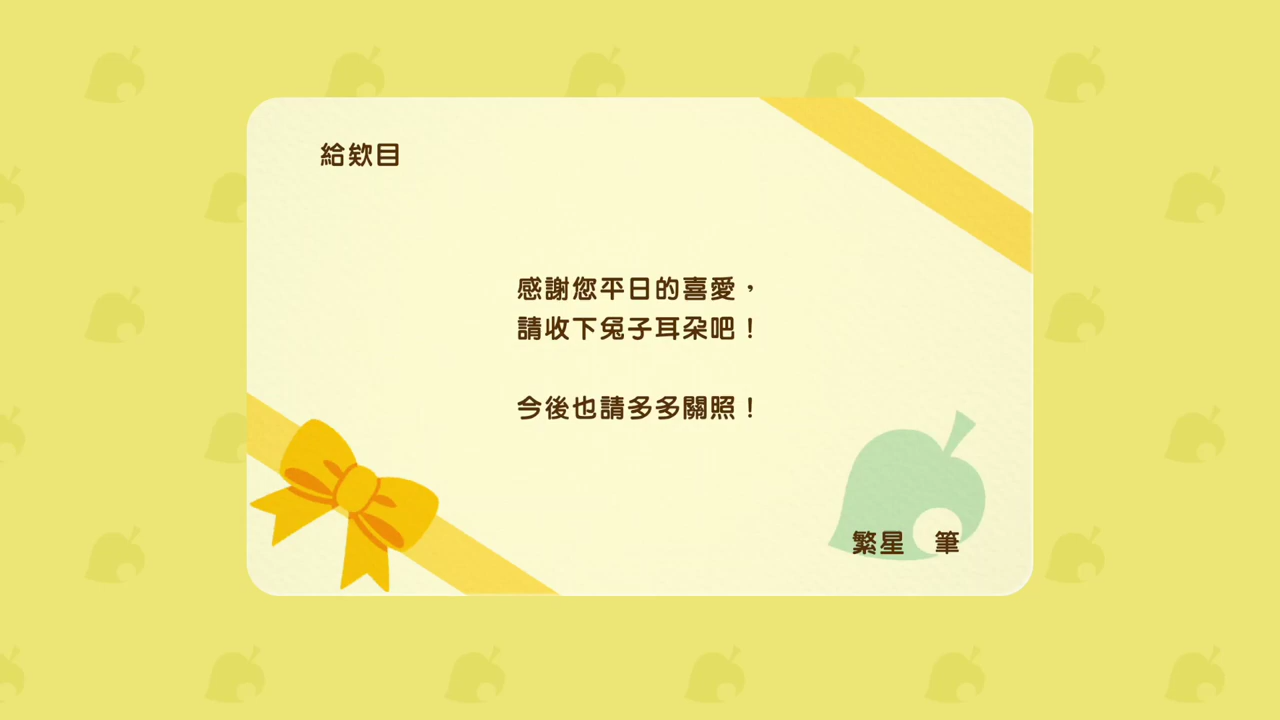 給欸目
感謝您平日的喜愛，
請收下兔子耳朵吧！
今後也請多多關照！
繁星　筆